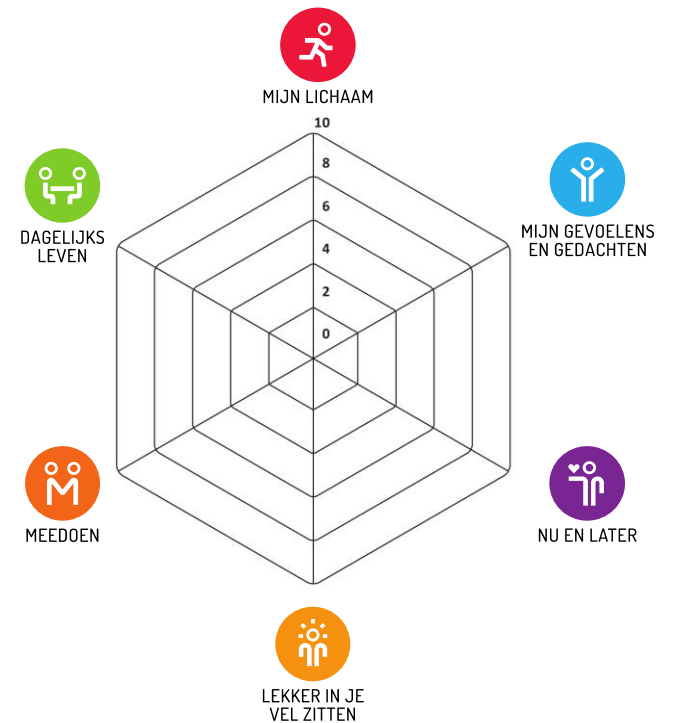 MIJN LICHAAM
10
8
6
4
2
0
DAGELIJKS
LEVEN
MIJN GEVOELENS
EN GEDACHTEN
MEEDOEN
NU EN LATER
LEKKER IN JE
VEL ZITTEN